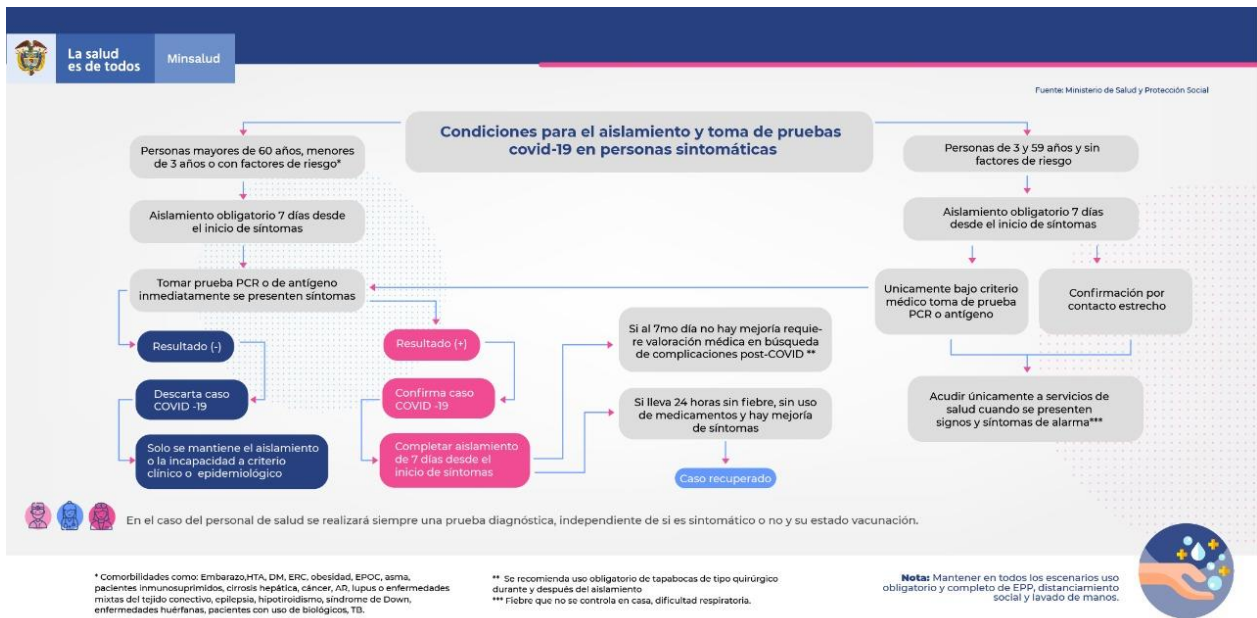 La salud
es de todos
Minsalud
Fuente: Ministerio de Salud y Protección Social
Condiciones para el aislamiento y toma de pruebas
covid-19 en personas sintomáticas
Personas mayores de 60 años, menores
de 3 años o con factores de riesgo*
Aislamiento obligatorio 7 días desde
el inicio de síntomas
Tomar prueba PCR o de antígeno
inmediatamente se presenten síntomas
Resultado (-)
Descarta caso
COVID -19
Solo se mantiene el aislamiento
o la incapacidad a criterio
clínico o epidemiológico
Resultado (+)
Confirma caso
COVID -19
Completar aislamiento
de 7 días desde el
inicio de síntomas
Si al 7mo día no hay mejoría requie-
re valoración médica en búsqueda
de complicaciones post-COVID **
Si lleva 24 horas sin fiebre, sin uso
de medicamentos y hay mejoría
de síntomas
Caso recuperado
Personas de 3 y 59 años y sin
factores de riesgo
Aislamiento obligatorio 7 días
desde el inicio de síntomas
Unicamente bajo criterio
médico toma de prueba
PCR o antígeno
Confirmación por
contacto estrecho
Acudir únicamente a servicios de
salud cuando se presenten
signos y síntomas de alarma***
En el caso del personal de salud se realizará siempre una prueba diagnóstica, independiente de si es sintomático o no y su estado vacunación.
* Comorbilidades como: Embarazo,HTA, DM, ERC, obesidad, EPOC, asma,
pacientes inmunosuprimidos, cirrosis hepática, cáncer, AR, lupus o enfermedades
mixtas del tejido conectivo, epilepsia, hipotiroidismo, síndrome de Down,
enfermedades huérfanas, pacientes con uso de biológicos, TB.
** Se recomienda uso obligatorio de tapabocas de tipo quirúrgico
durante y después del aislamiento
*** Fiebre que no se controla en casa, dificultad respiratoria.
Nota: Mantener en todos los escenarios uso
obligatorio y completo de EPP, distanciamiento
social y lavado de manos.